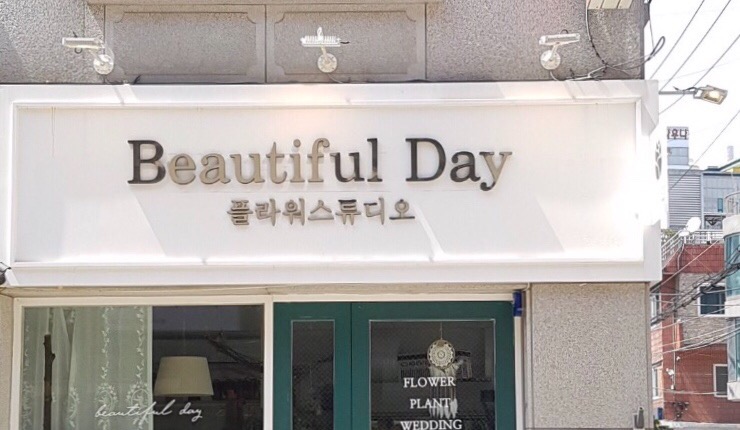 Beautiful Day
플라워스튜디오
beautiful day
FLOWER
PLANT
WEDDING